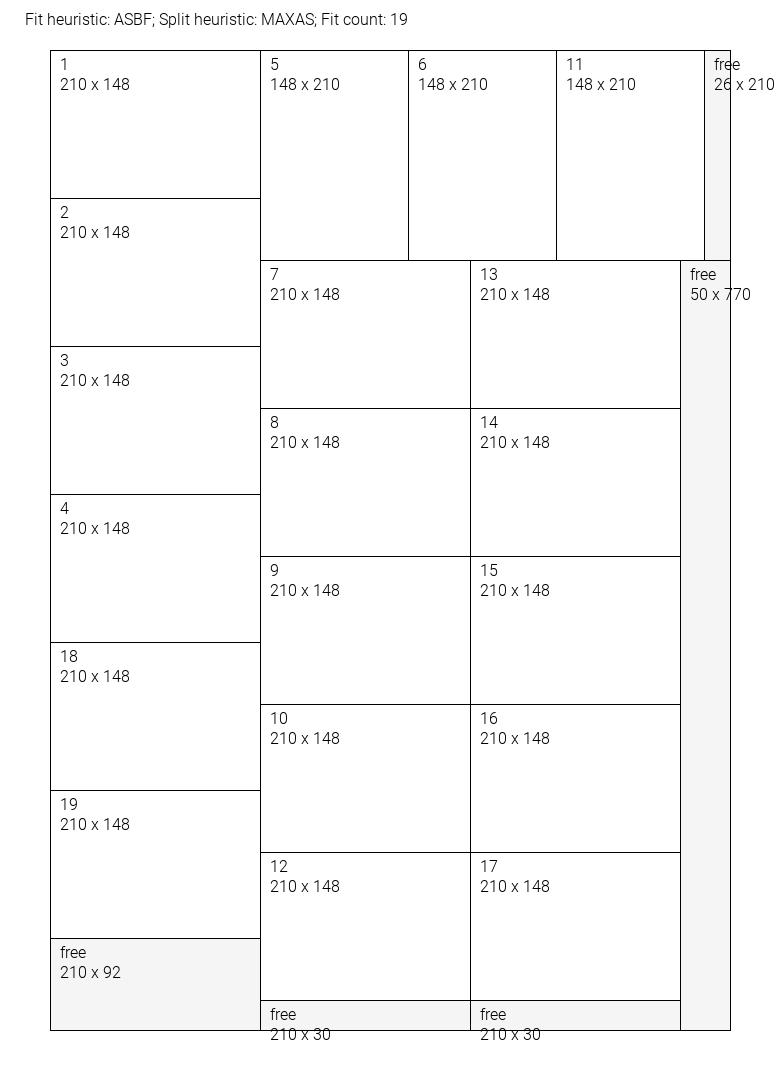 Fit heuristic: ASBF; Split heuristic: MAXAS; Fit count: 19
1
210 x 148
5
148 x 210
6
148 x 210
11
148 x 210
free
26 x 210
2
210 x 148
7
210 x 148
13
210 x 148
free
50 x 770
3
210 x 148
8
210 x 148
14
210 x 148
4
210 x 148
9
210 x 148
15
210 x 148
18
210 x 148
10
210 x 148
16
210 x 148
19
210 x 148
12
210 x 148
17
210 x 148
free
210 x 92
free
210 x 30
free
210 x 30